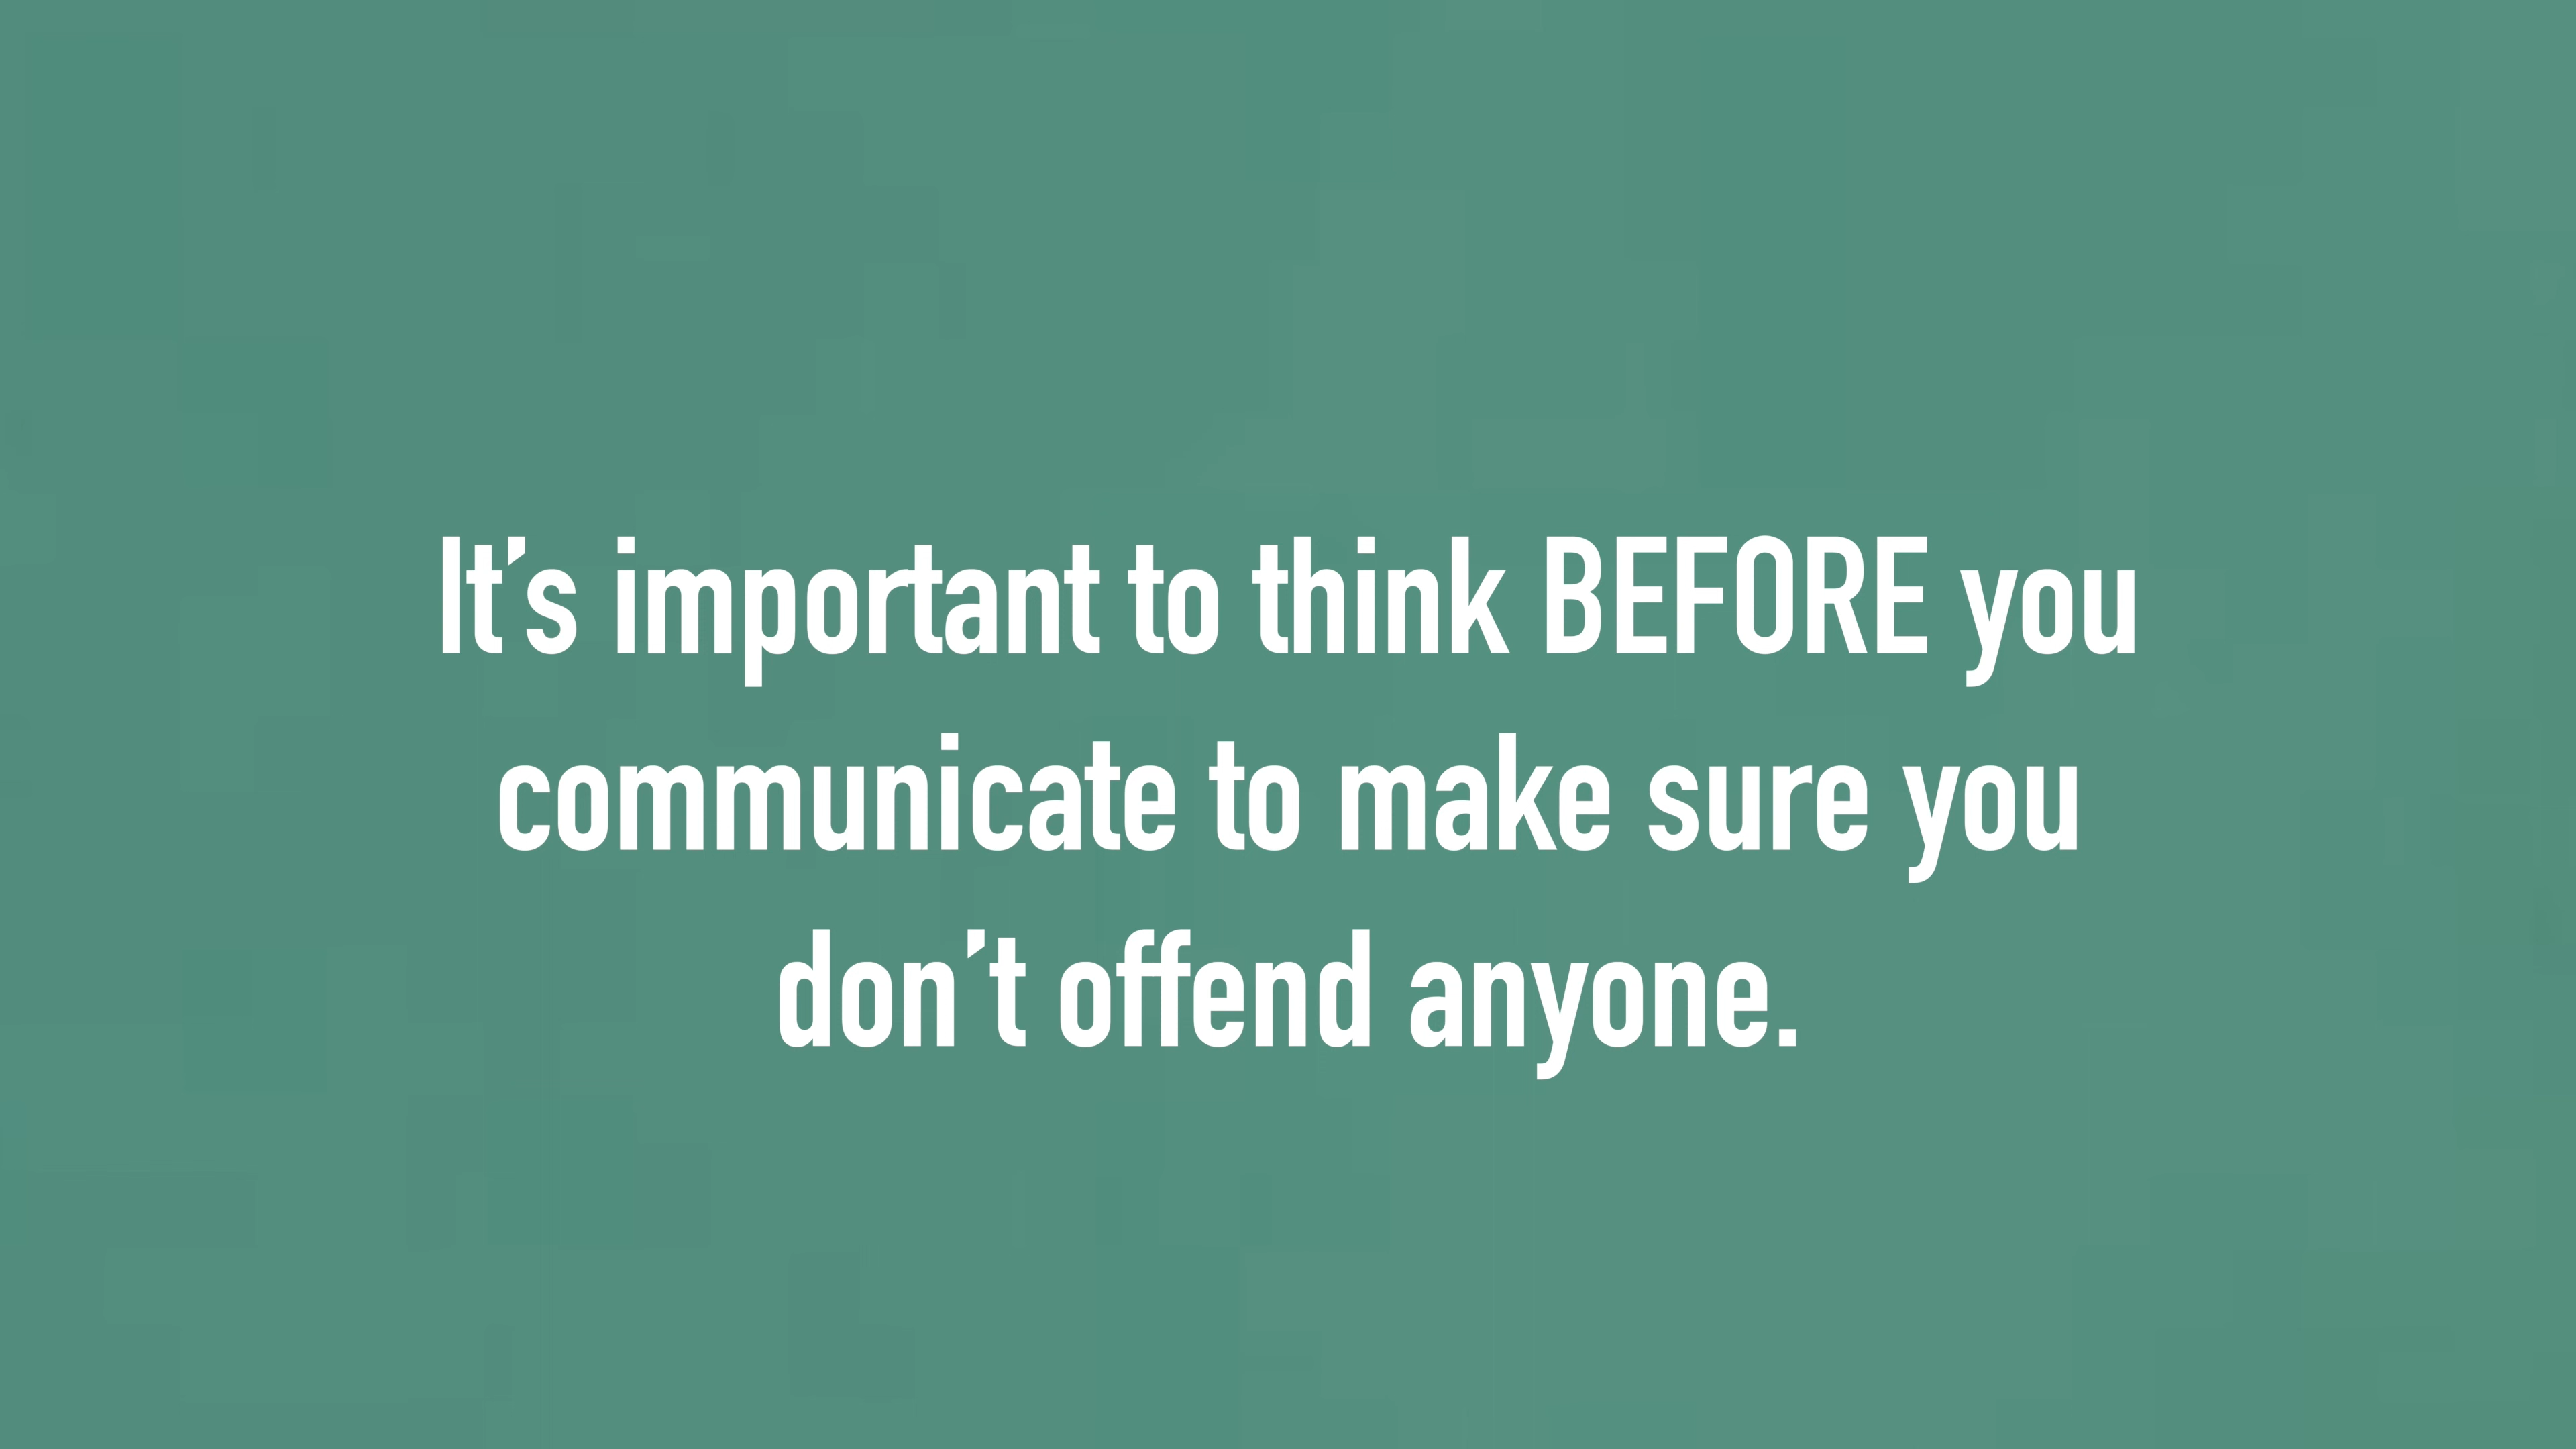 It’s important to think BEFORE you
communicate to make sure you
don’t offend anyone.